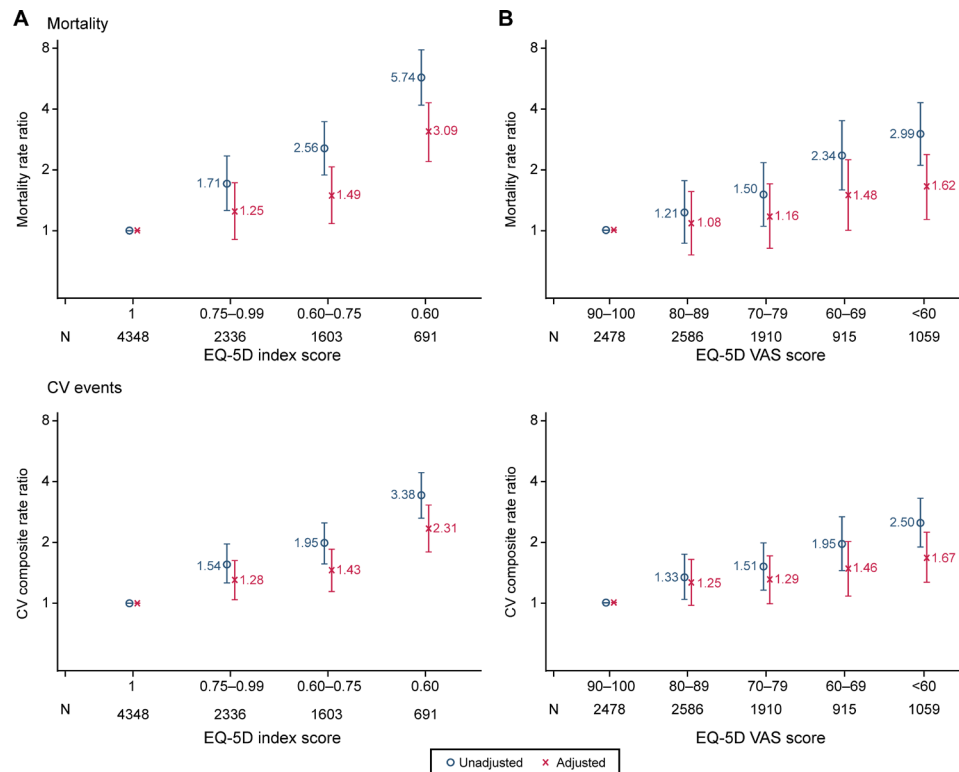 A
Mortality
8
4
2
1
Mortality rate ratio
1.71
1.25
2.56
1.49
5.74
3.09
1 0.75–0.99 0.60–0.75 0.60
N 4348 2336 1603 691
EQ-5D index score
B
8
4
2
1
Mortality rate ratio
1.21
1.08
1.50
1.16
2.34
1.48
2.99
1.62
90–100 80–89 70–79 60–69 <60
N 2478 2586 1910 915 1059
EQ-5D VAS score
CV events
8
4
2
1
CV composite rate ratio
1.54
1.28
1.95
1.43
3.38
2.31
1 0.75–0.99 0.60–0.75 0.60
N 4348 2336 1603 691
EQ-5D index score
8
4
2
1
CV composite rate ratio
1.33
1.25
1.51
1.29
1.95
1.46
2.50
1.67
90–100 80–89 70–79 60–69 <60
N 2478 2586 1910 915 1059
EQ-5D VAS score
Unadjusted Adjusted